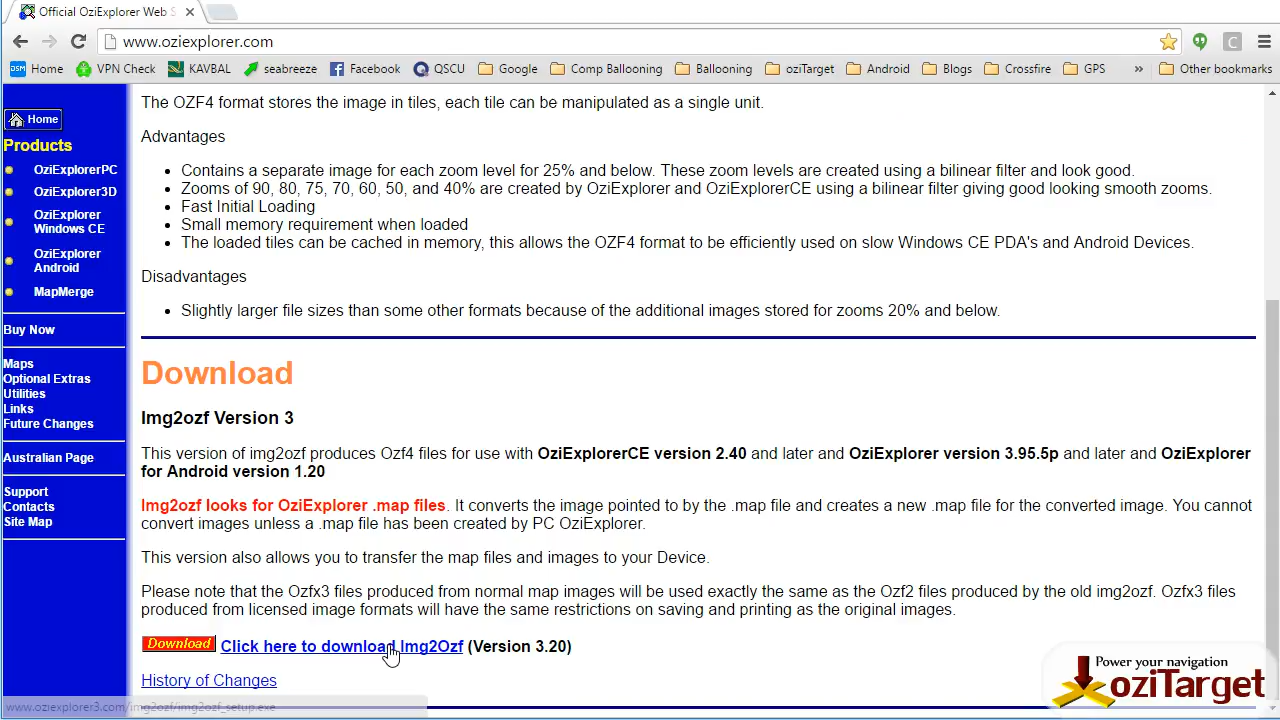 Official OziExplorer Web S
www.oziexplorer.com
DSM Home VPN Check KAVBAL seabreeze Facebook QSCU Google Comp Ballooning Ballooning oziTarget Android Blogs Crossfire GPS » Other bookmarks
Home
Products
OziExplorerPC
OziExplorer3D
OziExplorer
Windows CE
OziExplorer
Android
MapMerge
Buy Now
Maps
Optional Extras
Utilities
Links
Future Changes
Australian Page
Support
Contacts
Site Map
The OZF4 format stores the image in tiles, each tile can be manipulated as a single unit.
Advantages
• Contains a separate image for each zoom level for 25% and below. These zoom levels are created using a bilinear filter and look good.
• Zooms of 90, 80, 75, 70, 60, 50, and 40% are created by OziExplorer and OziExplorerCE using a bilinear filter giving good looking smooth zooms.
• Fast Initial Loading
• Small memory requirement when loaded
• The loaded tiles can be cached in memory, this allows the OZF4 format to be efficiently used on slow Windows CE PDA's and Android Devices.
Disadvantages
• Slightly larger file sizes than some other formats because of the additional images stored for zooms 20% and below.
Download
Img2ozf Version 3
This version of img2ozf produces Ozf4 files for use with OziExplorerCE version 2.40 and later and OziExplorer version 3.95.5p and later and OziExplorer
for Android version 1.20
Img2ozf looks for OziExplorer .map files. It converts the image pointed to by the .map file and creates a new .map file for the converted image. You cannot
convert images unless a .map file has been created by PC OziExplorer.
This version also allows you to transfer the map files and images to your Device.
Please note that the Ozfx3 files produced from normal map images will be used exactly the same as the Ozf2 files produced by the old img2ozf. Ozfx3 files
produced from licensed image formats will have the same restrictions on saving and printing as the original images.
Download Click here to download Img2Ozf (Version 3.20)
History of Changes
www.oziexplorer3.com/img2ozf/img2ozf_setup.exe
Power your navigation
oziTarget